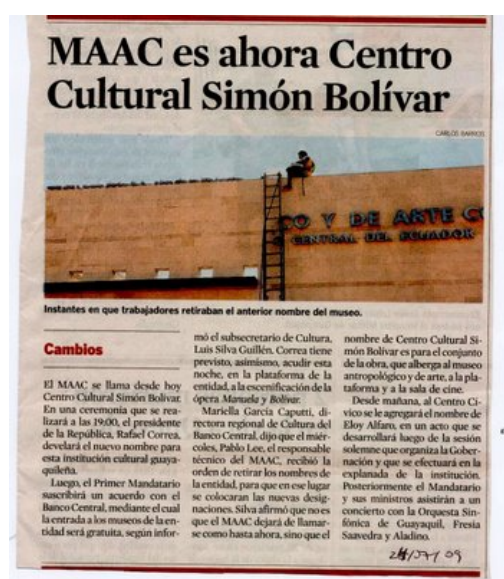 MAAC es ahora Centro
Cultural Simón Bolívar
CARLOS BARROS
CO Y DE ARTE CO
CENTRAL DEL ECUADOR
Instantes en que trabajadores retiraban el anterior nombre del museo.
Cambios
El MAAC se llama desde hoy
Centro Cultural Simón Bolívar.
En una ceremonia que se rea-
lizará a las 19:00, el presidente
de la República, Rafael Correa,
develará el nuevo nombre para
esta institución cultural guaya-
quileña.
Luego, el Primer Mandatario
suscribirá un acuerdo con el
Banco Central, mediante el cual
la entrada a los museos de la en-
tidad será gratuita, según infor-
mó el subsecretario de Cultura,
Luis Silva Guillén. Correa tiene
previsto, asimismo, acudir esta
noche, en la plataforma de la
entidad, a la escenificación de la
ópera Manuela y Bolívar.
Mariella García Caputti, di-
rectora regional de Cultura del
Banco Central, dijo que el miér-
coles, Pablo Lee, el responsable
técnico del MAAC, recibió la
orden de retirar los nombres de
la entidad, para que en ese lugar
se colocaran las nuevas desig-
naciones. Silva afirmó que no es
que el MAAC dejará de llamar-
se como hasta ahora, sino que el
nombre de Centro Cultural Si-
món Bolívar es para el conjunto
de la obra, que alberga al museo
antropológico y de arte, a la pla-
taforma y a la sala de cine.
Desde mañana, al Centro Cí-
vico se le agregará el nombre de
Eloy Alfaro, en un acto que se
desarrollará luego de la sesión
solemne que organiza la Gober-
nación y que se efectuará en la
explanada de la institución.
Posteriormente el Mandatario
y sus ministros asistirán a un
concierto con la Orquesta Sin-
fónica de Guayaquil, Fresia
Saavedra y Aladino.